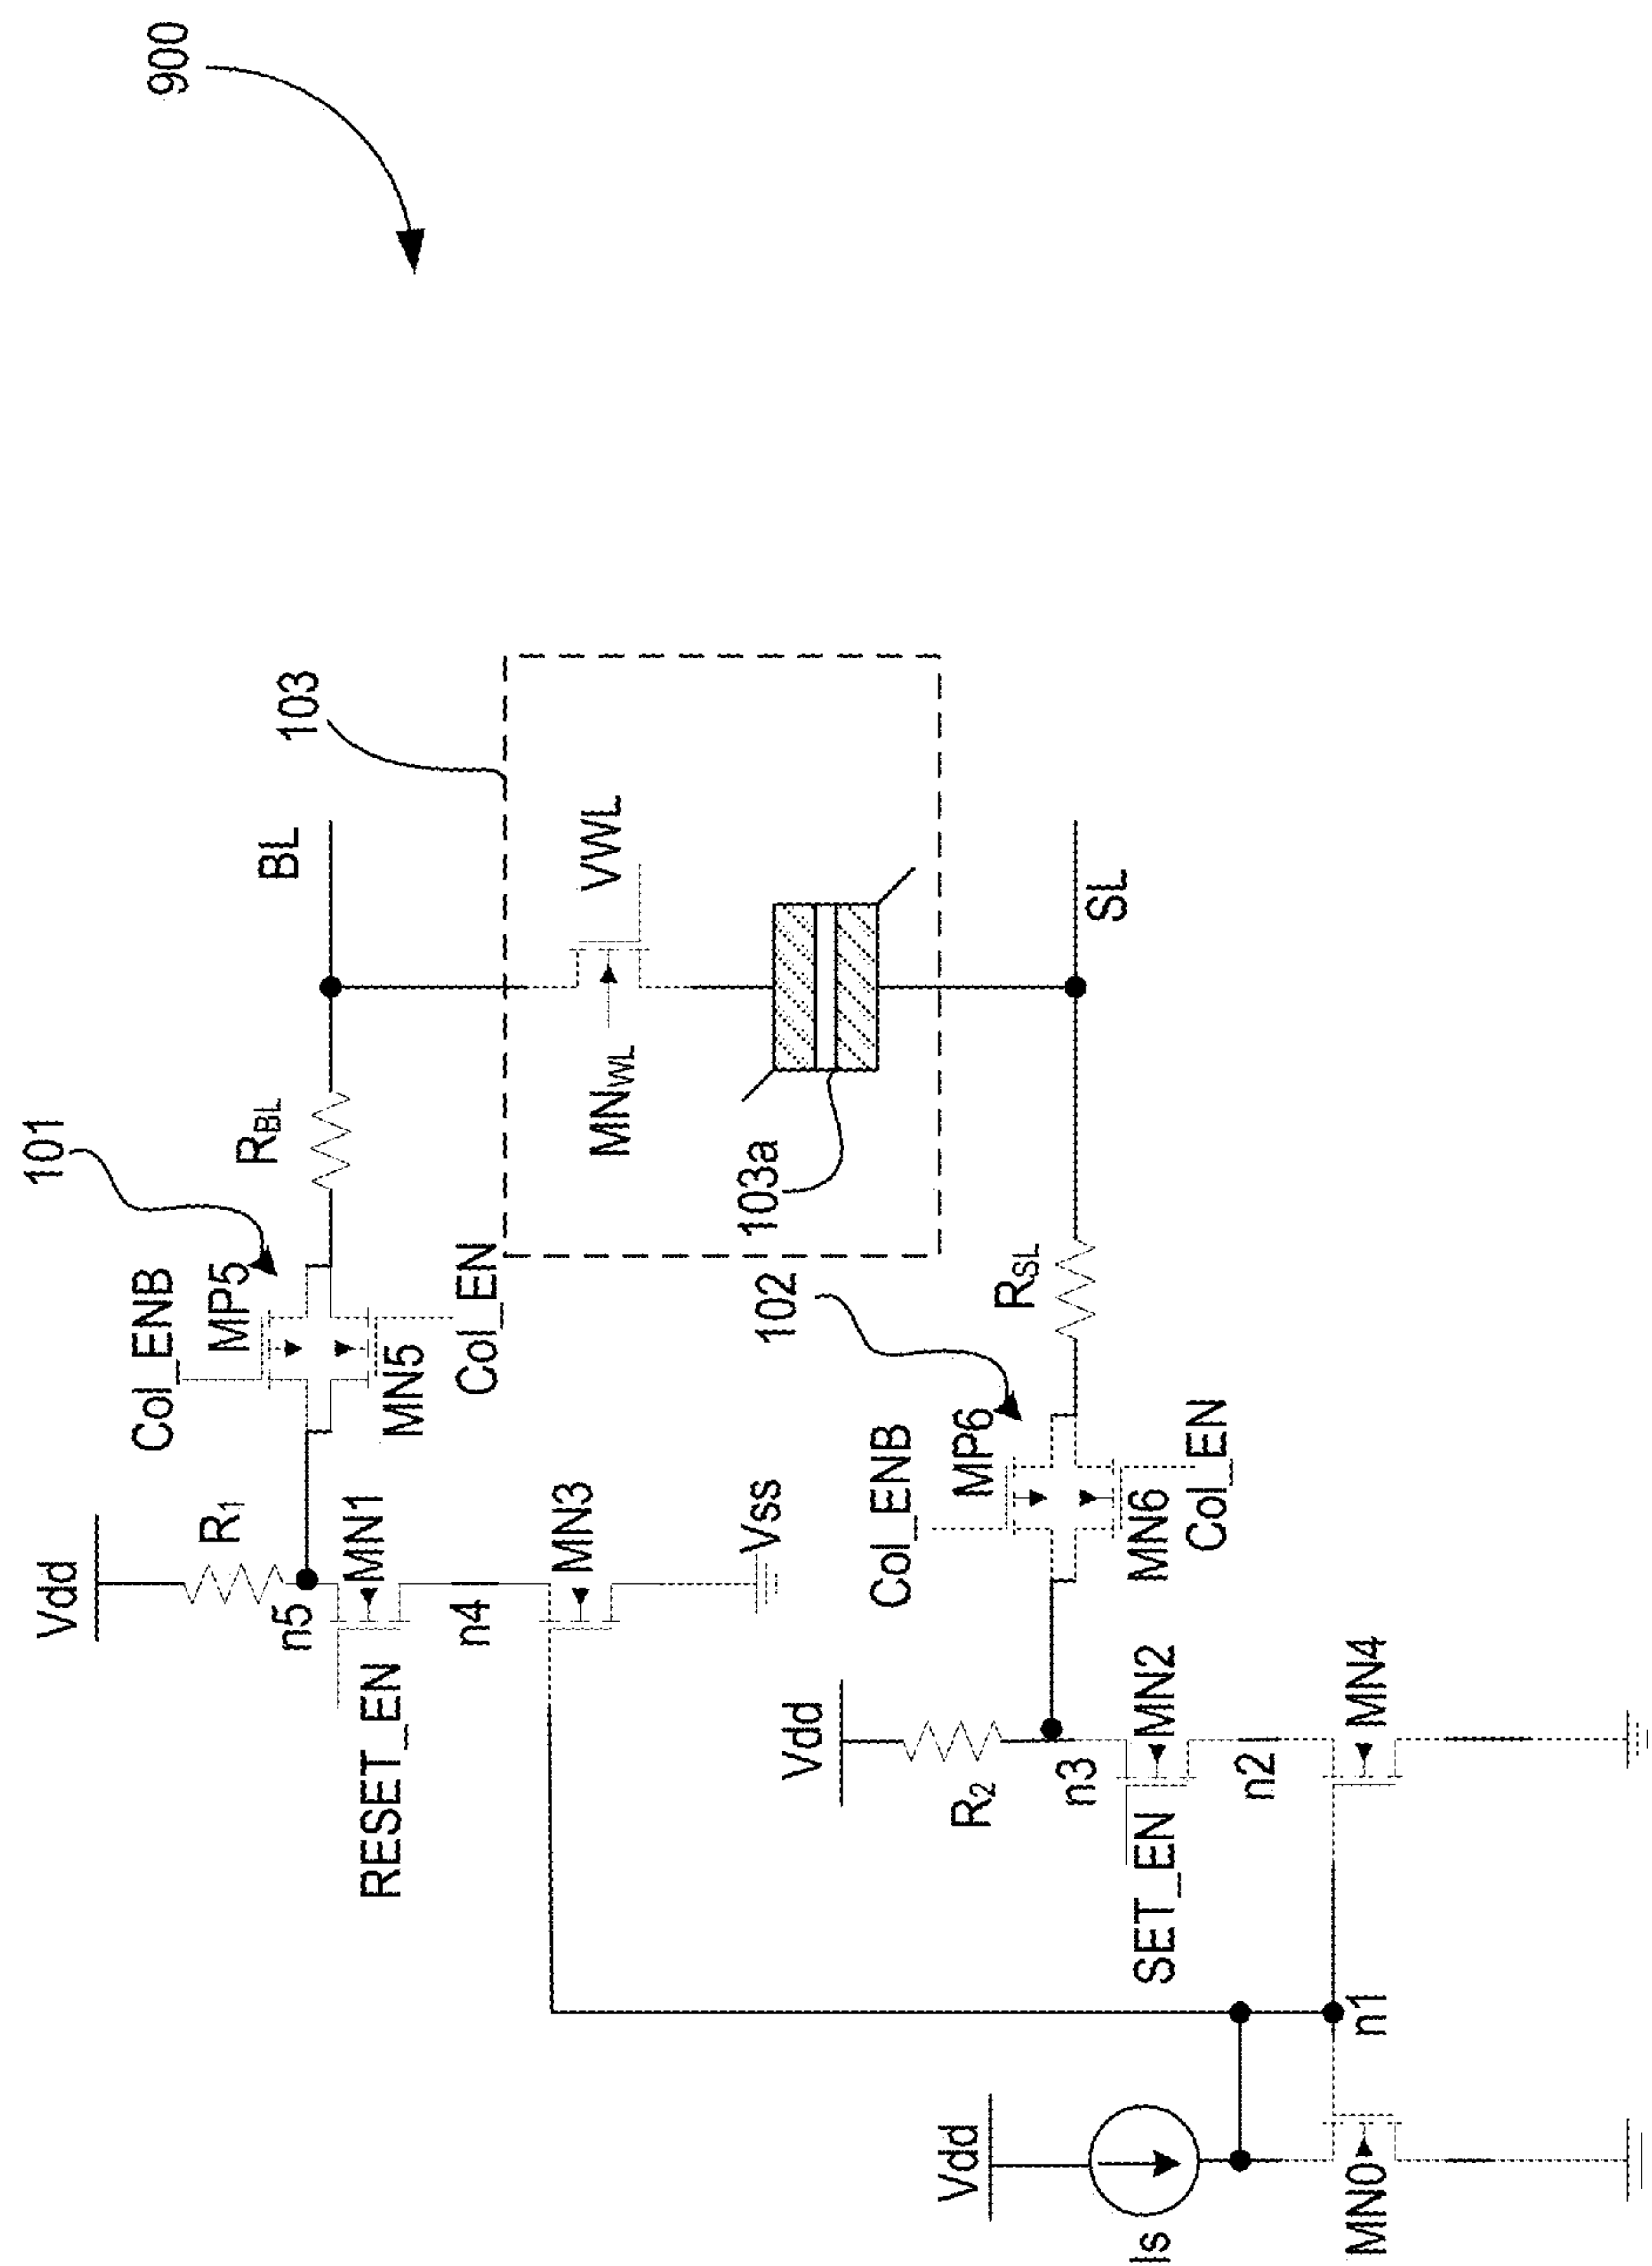 900
103
BL
VWL
MNWL
103a
SL
101
RBL
Col_ENB
MP5
MN5
Col_EN
102
RSL
Col_ENB
MP6
MN6
Col_EN
Vdd
R1
n5
MN1
RESET_EN
n4
MN3
Vss
Vdd
R2
n3
MN2
SET_EN
n2
MN4
n1
Vdd
Is
MN0